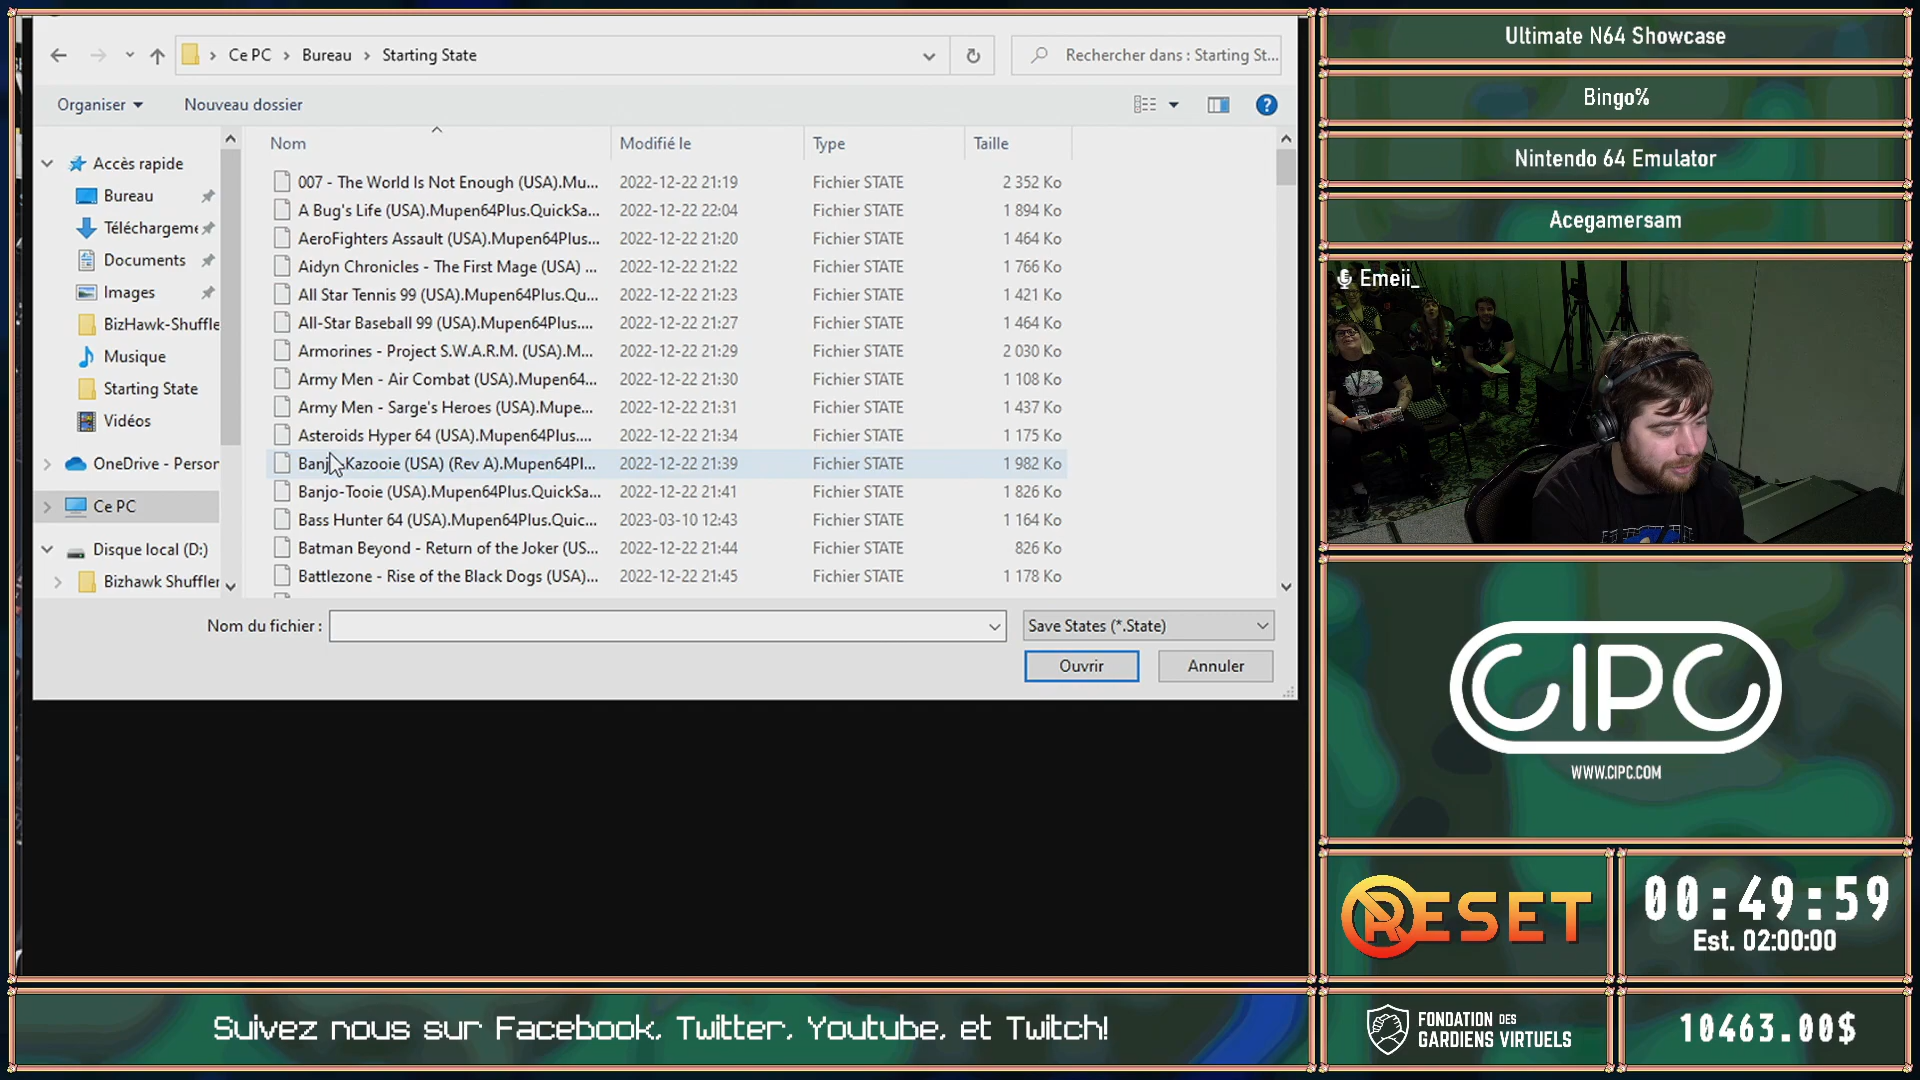 Ce PC > Bureau > Starting State
Rechercher dans : Starting St...
Organiser
Nouveau dossier
Nom Modifié le Type Taille
Accès rapide
Bureau
Téléchargeme
Documents
Images
BizHawk-Shuffle
Musique
Starting State
Vidéos
OneDrive - Person
Ce PC
Disque local (D:)
Bizhawk Shuffler
007 - The World Is Not Enough (USA).Mu... 2022-12-22 21:19 Fichier STATE 2 352 Ko
A Bug's Life (USA).Mupen64Plus.QuickSa... 2022-12-22 22:04 Fichier STATE 1 894 Ko
AeroFighters Assault (USA).Mupen64Plus... 2022-12-22 21:20 Fichier STATE 1 464 Ko
Aidyn Chronicles - The First Mage (USA) ... 2022-12-22 21:22 Fichier STATE 1 766 Ko
All Star Tennis 99 (USA).Mupen64Plus.Qu... 2022-12-22 21:23 Fichier STATE 1 421 Ko
All-Star Baseball 99 (USA).Mupen64Plus.... 2022-12-22 21:27 Fichier STATE 1 464 Ko
Armorines - Project S.W.A.R.M. (USA).M... 2022-12-22 21:29 Fichier STATE 2 030 Ko
Army Men - Air Combat (USA).Mupen64... 2022-12-22 21:30 Fichier STATE 1 108 Ko
Army Men - Sarge's Heroes (USA).Mupe... 2022-12-22 21:31 Fichier STATE 1 437 Ko
Asteroids Hyper 64 (USA).Mupen64Plus.... 2022-12-22 21:34 Fichier STATE 1 175 Ko
Banjo-Kazooie (USA) (Rev A).Mupen64Pl... 2022-12-22 21:39 Fichier STATE 1 982 Ko
Banjo-Tooie (USA).Mupen64Plus.QuickSa... 2022-12-22 21:41 Fichier STATE 1 826 Ko
Bass Hunter 64 (USA).Mupen64Plus.Quic... 2023-03-10 12:43 Fichier STATE 1 164 Ko
Batman Beyond - Return of the Joker (US... 2022-12-22 21:44 Fichier STATE 826 Ko
Battlezone - Rise of the Black Dogs (USA)... 2022-12-22 21:45 Fichier STATE 1 178 Ko
Nom du fichier :
Save States (*.State)
Ouvrir
Annuler
Ultimate N64 Showcase
Bingo%
Nintendo 64 Emulator
Acegamersam
Emeii_
CIPC
WWW.CIPC.COM
RESET
00:49:59
Est. 02:00:00
Suivez nous sur Facebook, Twitter, Youtube, et Twitch!
FONDATION DES
GARDIENS VIRTUELS
10463.00$